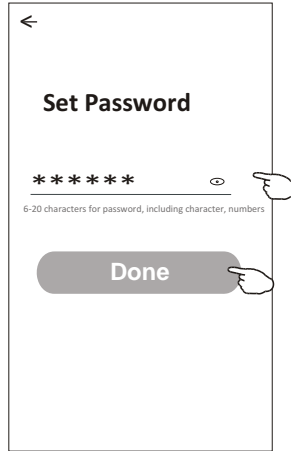 Set Password
******
6-20 characters for password, including character, numbers
Done